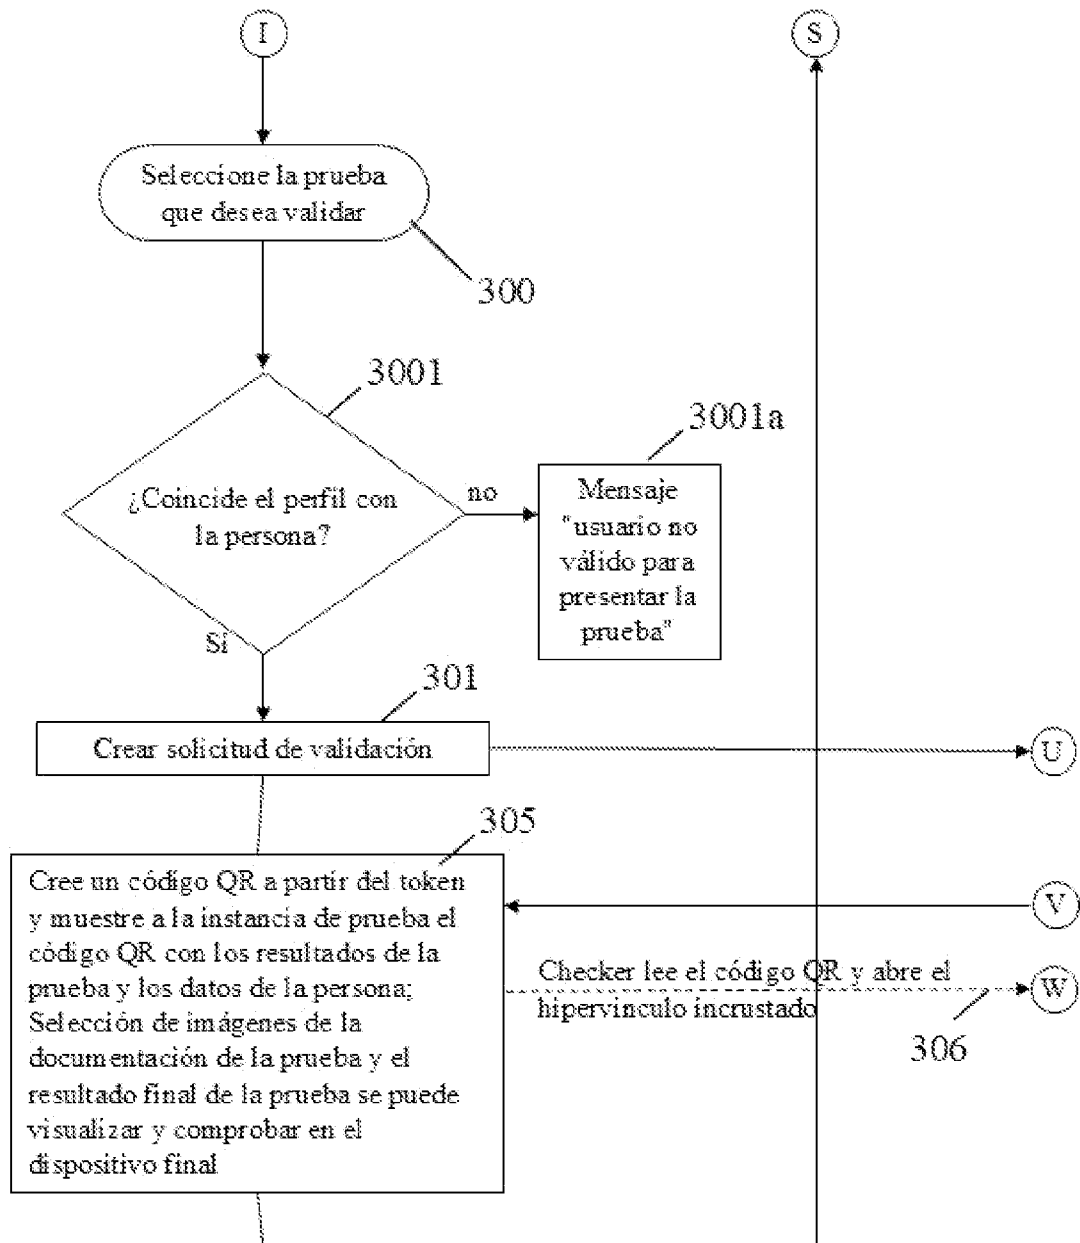 I
S
Seleccione la prueba
que desea validar
300
3001
3001a
¿Coincide el perfil con
la persona?
no
Mensaje
"usuario no
válido para
presentar la
prueba"
Sí
301
Crear solicitud de validación
U
305
Cree un código QR a partir del token
y muestre a la instancia de prueba el
código QR con los resultados de la
prueba y los datos de la persona;
Selección de imágenes de la
documentación de la prueba y el
resultado final de la prueba se puede
visualizar y comprobar en el
dispositivo final
V
Checker lee el código QR y abre el
hipervínculo incrustado
W
306